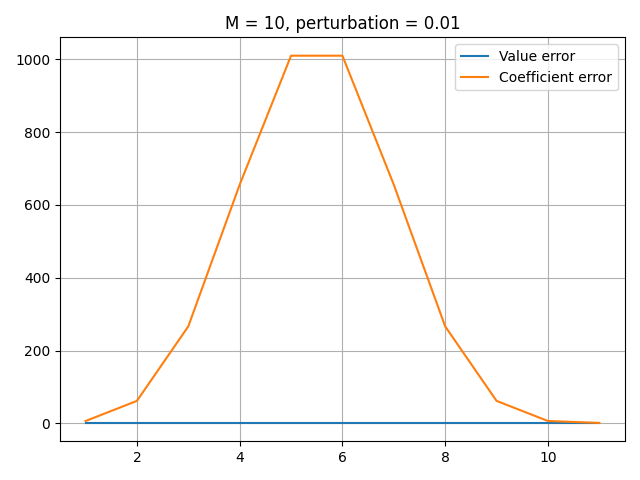 M = 10, perturbation = 0.01
Value error
Coefficient error
1000
800
600
400
200
0
2 4 6 8 10